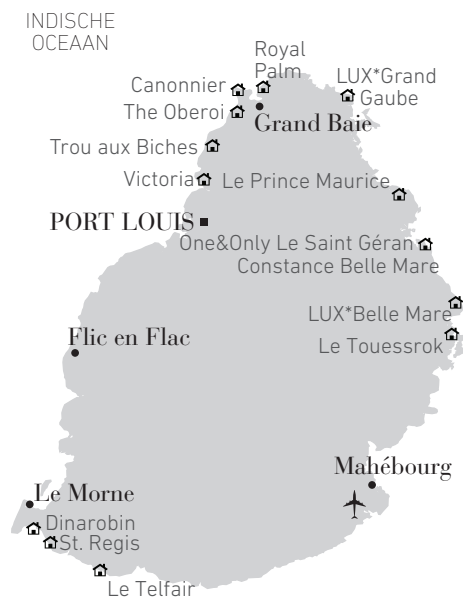 INDISCHE
OCEAAN
Royal
Palm
Canonnier
LUX*Grand
Gaube
The Oberoi
Grand Baie
Trou aux Biches
Victoria
Le Prince Maurice
PORT LOUIS
One&Only Le Saint Géran
Constance Belle Mare
LUX*Belle Mare
Flic en Flac
Le Touessrok
Mahébourg
Le Morne
Dinarobin
St. Regis
Le Telfair